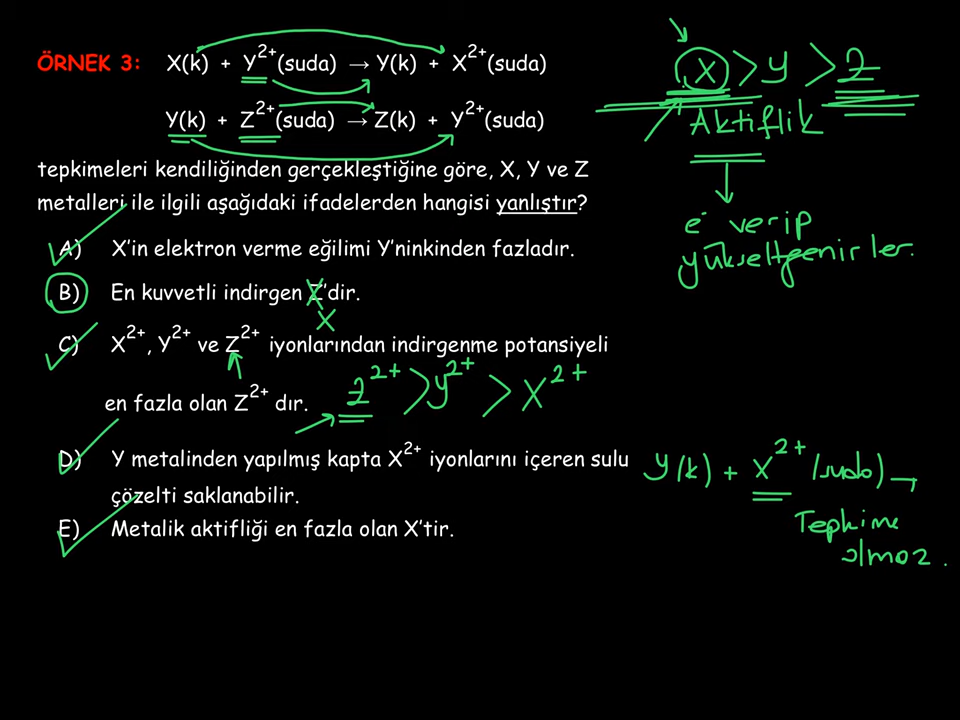 ÖRNEK 3: X(k) + Y²⁺(suda) → Y(k) + X²⁺(suda)
Y(k) + Z²⁺(suda) → Z(k) + Y²⁺(suda)
tepkimeleri kendiliğinden gerçekleştiğine göre, X, Y ve Z
metalleri ile ilgili aşağıdaki ifadelerden hangisi yanlıştır?
A) X'in elektron verme eğilimi Y'ninkinden fazladır.
B) En kuvvetli indirgen Z'dir.
X
C) X²⁺, Y²⁺ ve Z²⁺ iyonlarından indirgenme potansiyeli
en fazla olan Z²⁺ dır.
Z²⁺ > Y²⁺ > X²⁺
D) Y metalinden yapılmış kapta X²⁺ iyonlarını içeren sulu
çözelti saklanabilir.
E) Metalik aktifliği en fazla olan X'tir.
X > Y > Z
Aktiflik
e⁻ verip
yükseltgenirler.
Y(k) + X²⁺(suda) →
Tepkime
olmaz.